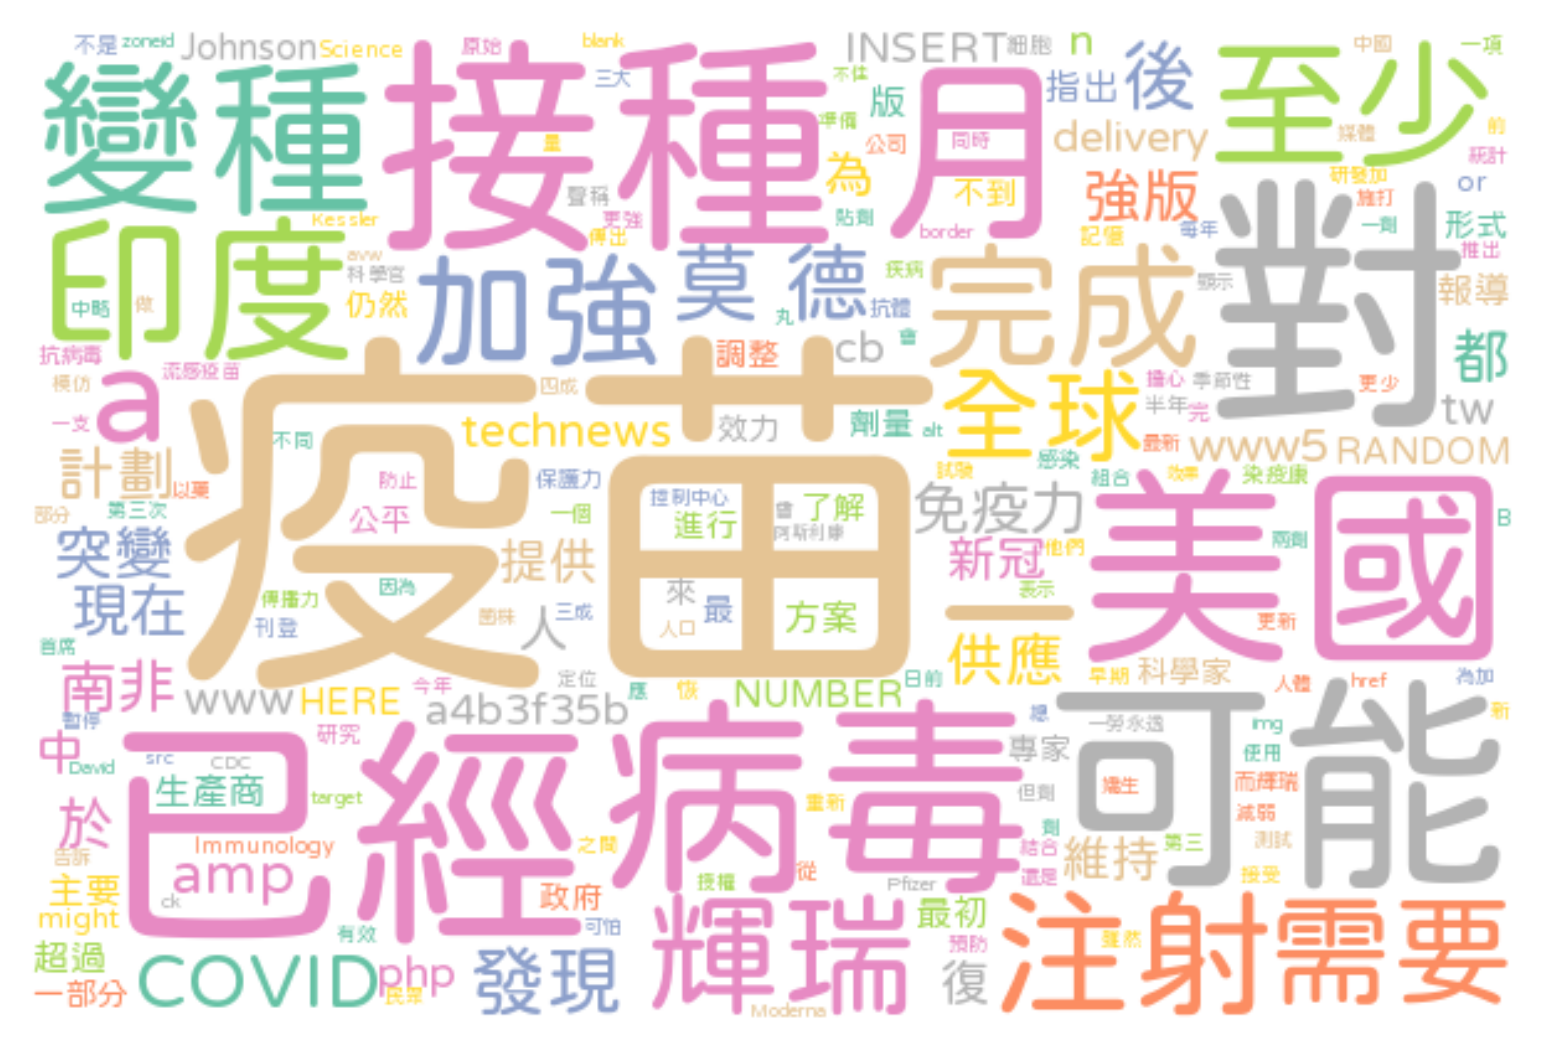 不是 zoneid Johnson Science 原始 blank INSERT 細胞 n 中國 一項
變種 接種 三大 不佳 月 版 指出 後 至少
準備 公司 同時 delivery 媒體 前 統計
量 為 不到 強版 研發加 施打 or 對
聲稱 更強 貼劑 記憶 每年 一劑 形式
印度 Kessler 傳出 border 推出
avw 科學官 加強 莫德 疾病 完成 顯示 報導
中略 做 仍然 丸 抗體
抗病毒 調整 cb 會 都
模仿 a 流感疫苗 四成 全球 擔心 季節性 更少
一支 不同 technews 效力 劑量 alt 半年 完 tw
計劃 以莫 疫苗 試驗 感染 最新 www5 RANDOM
部分 第三次 防止 保護力 控制中心 會 了解 免疫力 組合 效果 染疫康
突變 公平 一個 進行 阿斯利康 新冠 他們 美國 兩劑 B
現在 傳播力 因為 提供 來 最 方案 表示
首席 刊登 菌株 人 三成 人口 一 供應 更新
南非 www HERE 今年 a4b3f35b 定位 應 恢 NUMBER 日前 早期 科學家 人體 href 為加
暫停 中 David src CDC 研究 已經 病毒 總 專家 一勞永逸 可能 img 新
生產商 target 重新 但劑 嬌生 使用 而輝瑞
於 Immunology 之間 劑 減弱
告訴 amp 從 結合 維持 第三 測試
主要 ck 政府 授權 Pfizer 還是 接受
might 有效 可怕 輝瑞 最初 注射 需要
超過 COVID php 發現 預防 雖然
一部分 民眾 Moderna 復